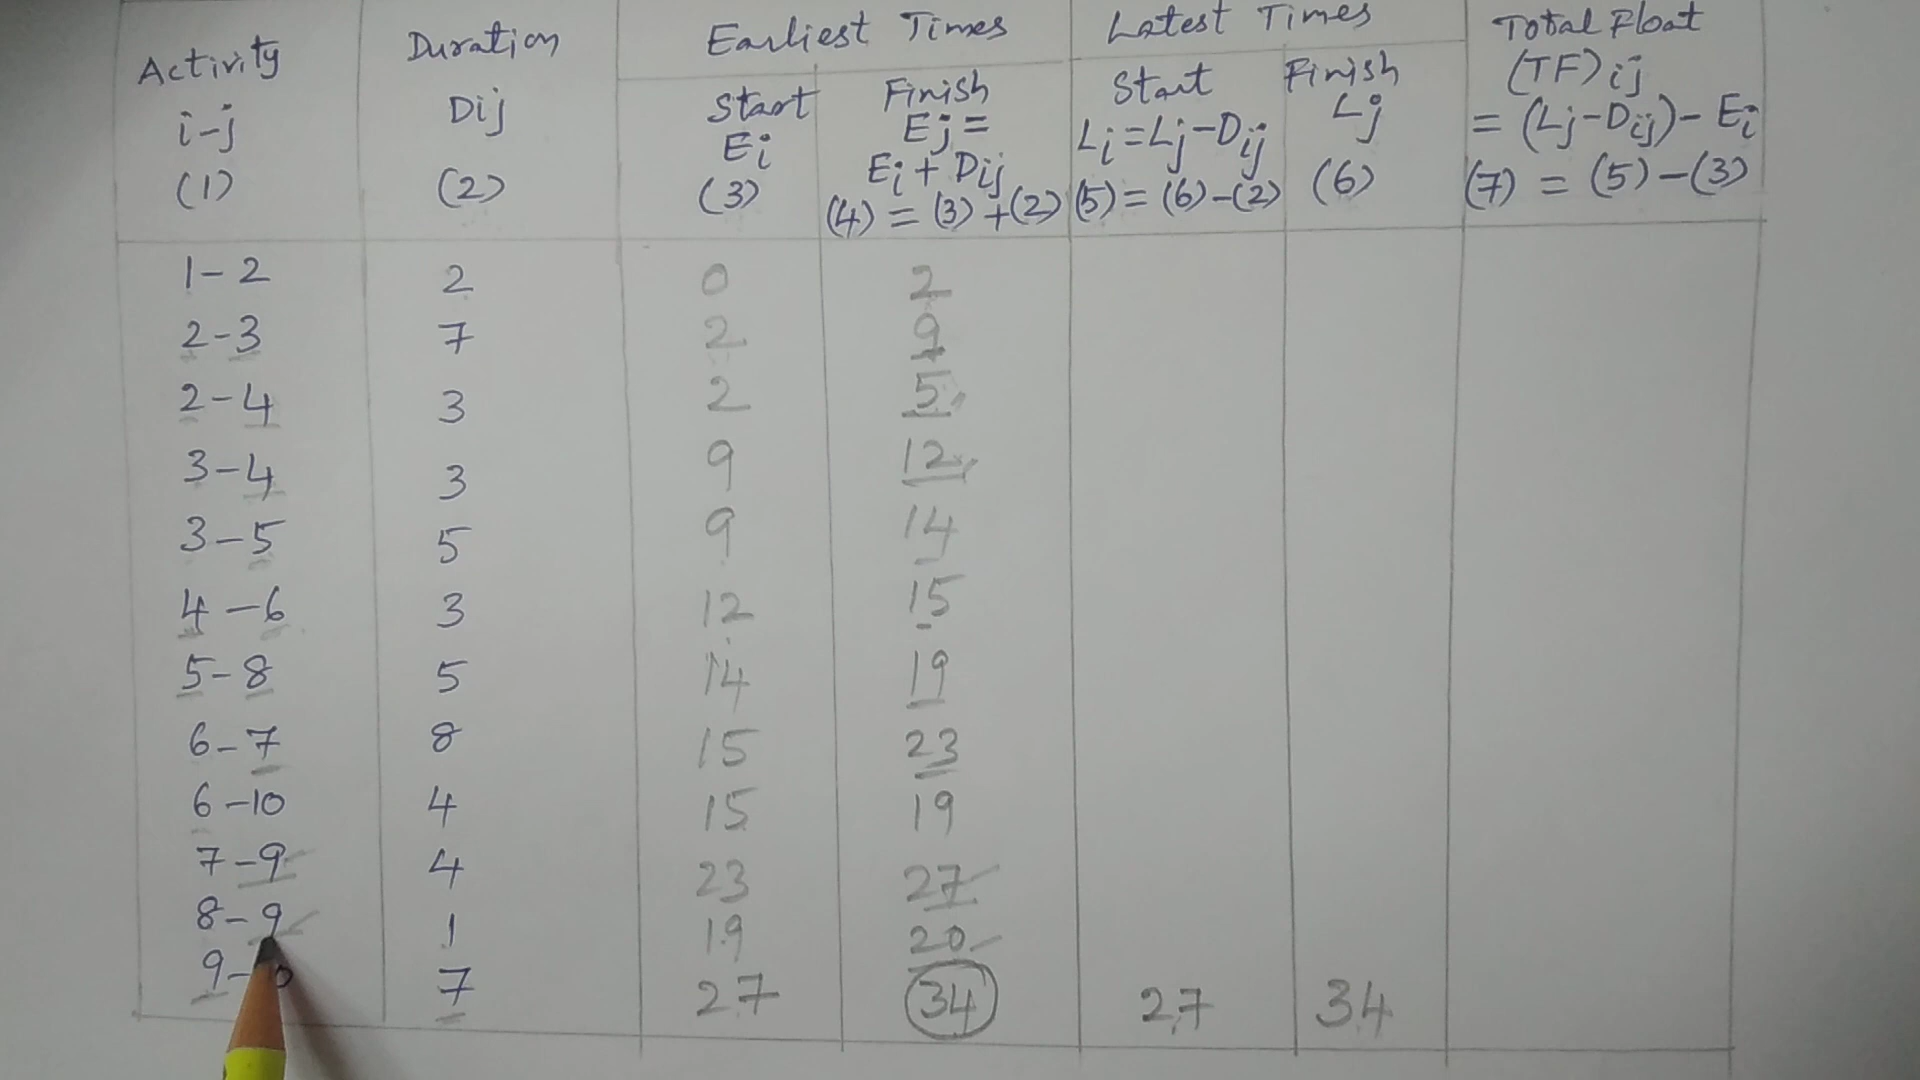 Activity Duration Earliest Times Latest Times Total Float
i-j Dij Start Finish Start Finish (TF)ij
Ei Ej = Li=Lj-Dij Lj = (Lj-Dij)- Ei
Ei + Dij
(1) (2) (3) (4) = (3)+(2) (5)= (6)-(2) (6) (7) = (5)-(3)
1-2 2 0 2
2-3 7 2 9
2-4 3 2 5
3-4 3 9 12
3-5 5 9 14
4-6 3 12 15
5-8 5 14 19
6-7 8 15 23
6-10 4 15 19
7-9 4 23 27
8-9 1 19 20
9- 7 27 34 27 34